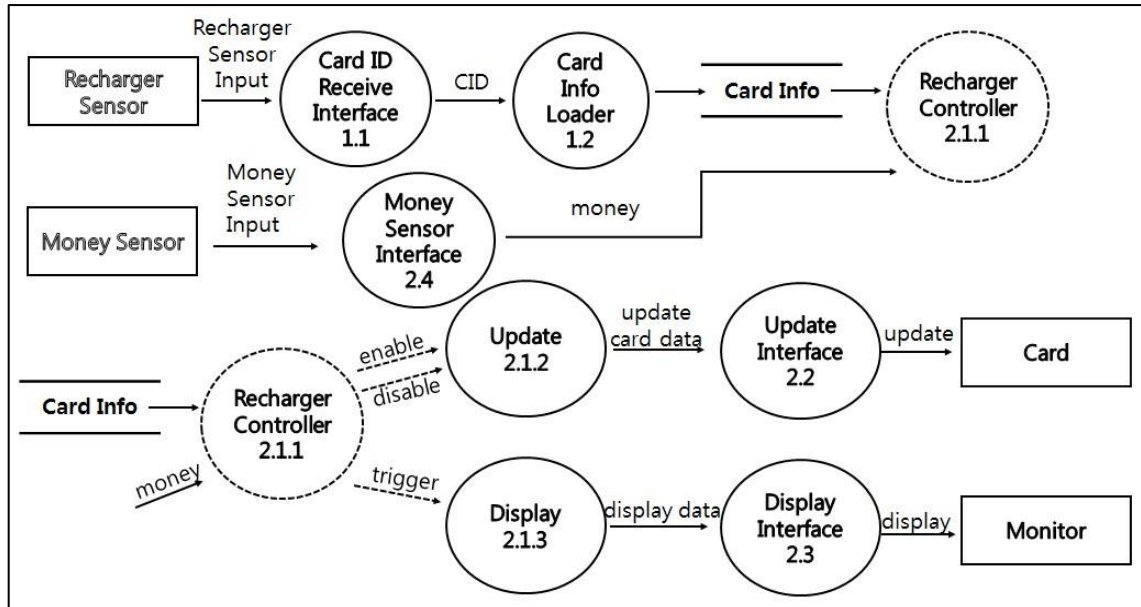 Recharger
Sensor
Recharger
Sensor
Input
Card ID
Receive
Interface
1.1
CID
Card
Info
Loader
1.2
Card Info
Recharger
Controller
2.1.1
Money Sensor
Money
Sensor
Input
Money
Sensor
Interface
2.4
money
Card Info
money
Recharger
Controller
2.1.1
enable
disable
Update
2.1.2
update
card data
Update
Interface
2.2
update
Card
trigger
Display
2.1.3
display data
Display
Interface
2.3
display
Monitor